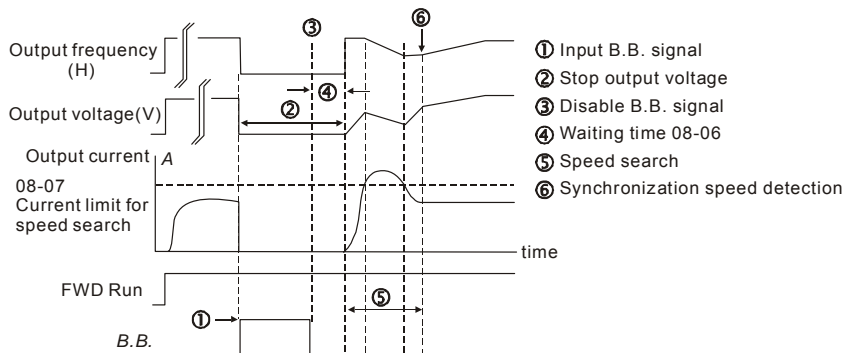 Output frequency
(H)
Output voltage(V)
Output current
A
08-07
Current limit for
speed search
FWD Run
B.B.
time
①
②
③
④
⑤
⑥
① Input B.B. signal
② Stop output voltage
③ Disable B.B. signal
④ Waiting time 08-06
⑤ Speed search
⑥ Synchronization speed detection